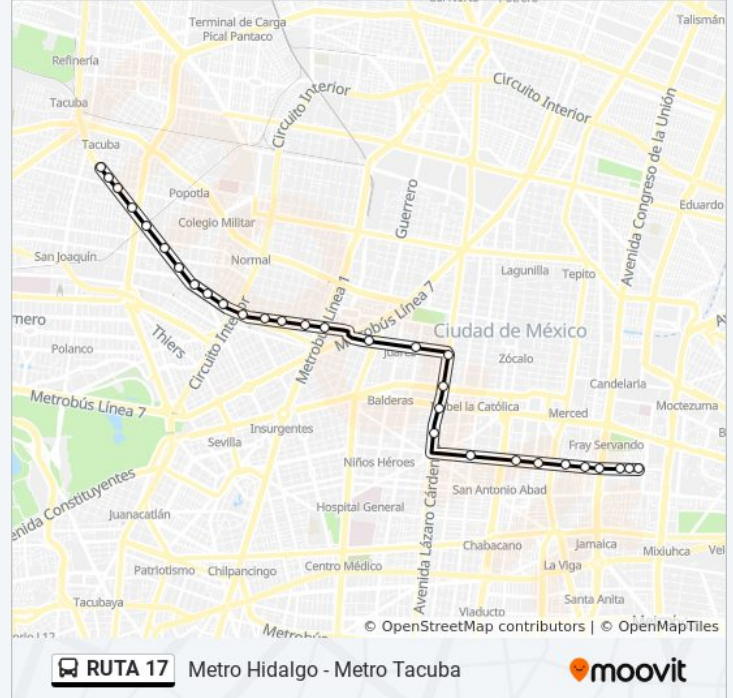 Terminal de Carga
Pical Pantaco
Talismán
Refinería
Circuito Interior
Circuito Interior
Tacuba
Avenida Congreso de la Unión
Tacuba
Popotla
Guerrero
Eduardo
Colegio Militar
San Joaquín
Normal
Lagunilla
Tepito
Metrobús Línea 1
Metrobús Línea 7
Circuito Interior
Thiers
Ciudad de México
Polanco
Juárez
Zócalo
Candelaria
Metrobús Línea 7
Balderas
Isabel la Católica
Merced
Moctezuma
Insurgentes
Sevilla
Fray Servando
Niños Héroes
Avenida Lázaro Cárden
San Antonio Abad
enida Constituyentes
Juanacatlán
Hospital General
Chabacano
Jamaica
Mixiuhca
Vel
Patriotismo
Chilpancingo
Centro Médico
La Viga
Tacubaya
Viaducto
Santa Anita
© OpenStreetMap contributors | © OpenMapTiles
RUTA 17
Metro Hidalgo - Metro Tacuba
moovit